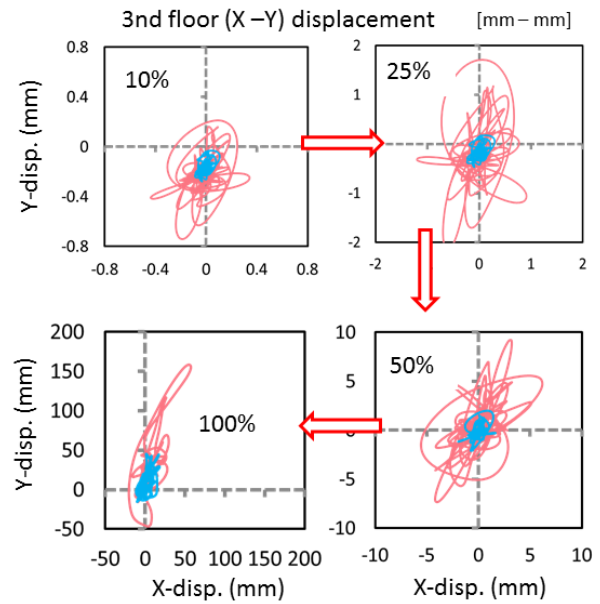 3nd floor (X –Y) displacement [mm – mm]
10%
0.8
0.4
0
-0.4
-0.8
-0.8 -0.4 0 0.4 0.8
Y-disp. (mm)
25%
2
1
0
-1
-2
-2 -1 0 1 2
100%
200
150
100
50
0
-50
-50 0 50 100 150 200
Y-disp. (mm)
X-disp. (mm)
50%
10
5
0
-5
-10
-10 -5 0 5 10
X-disp. (mm)